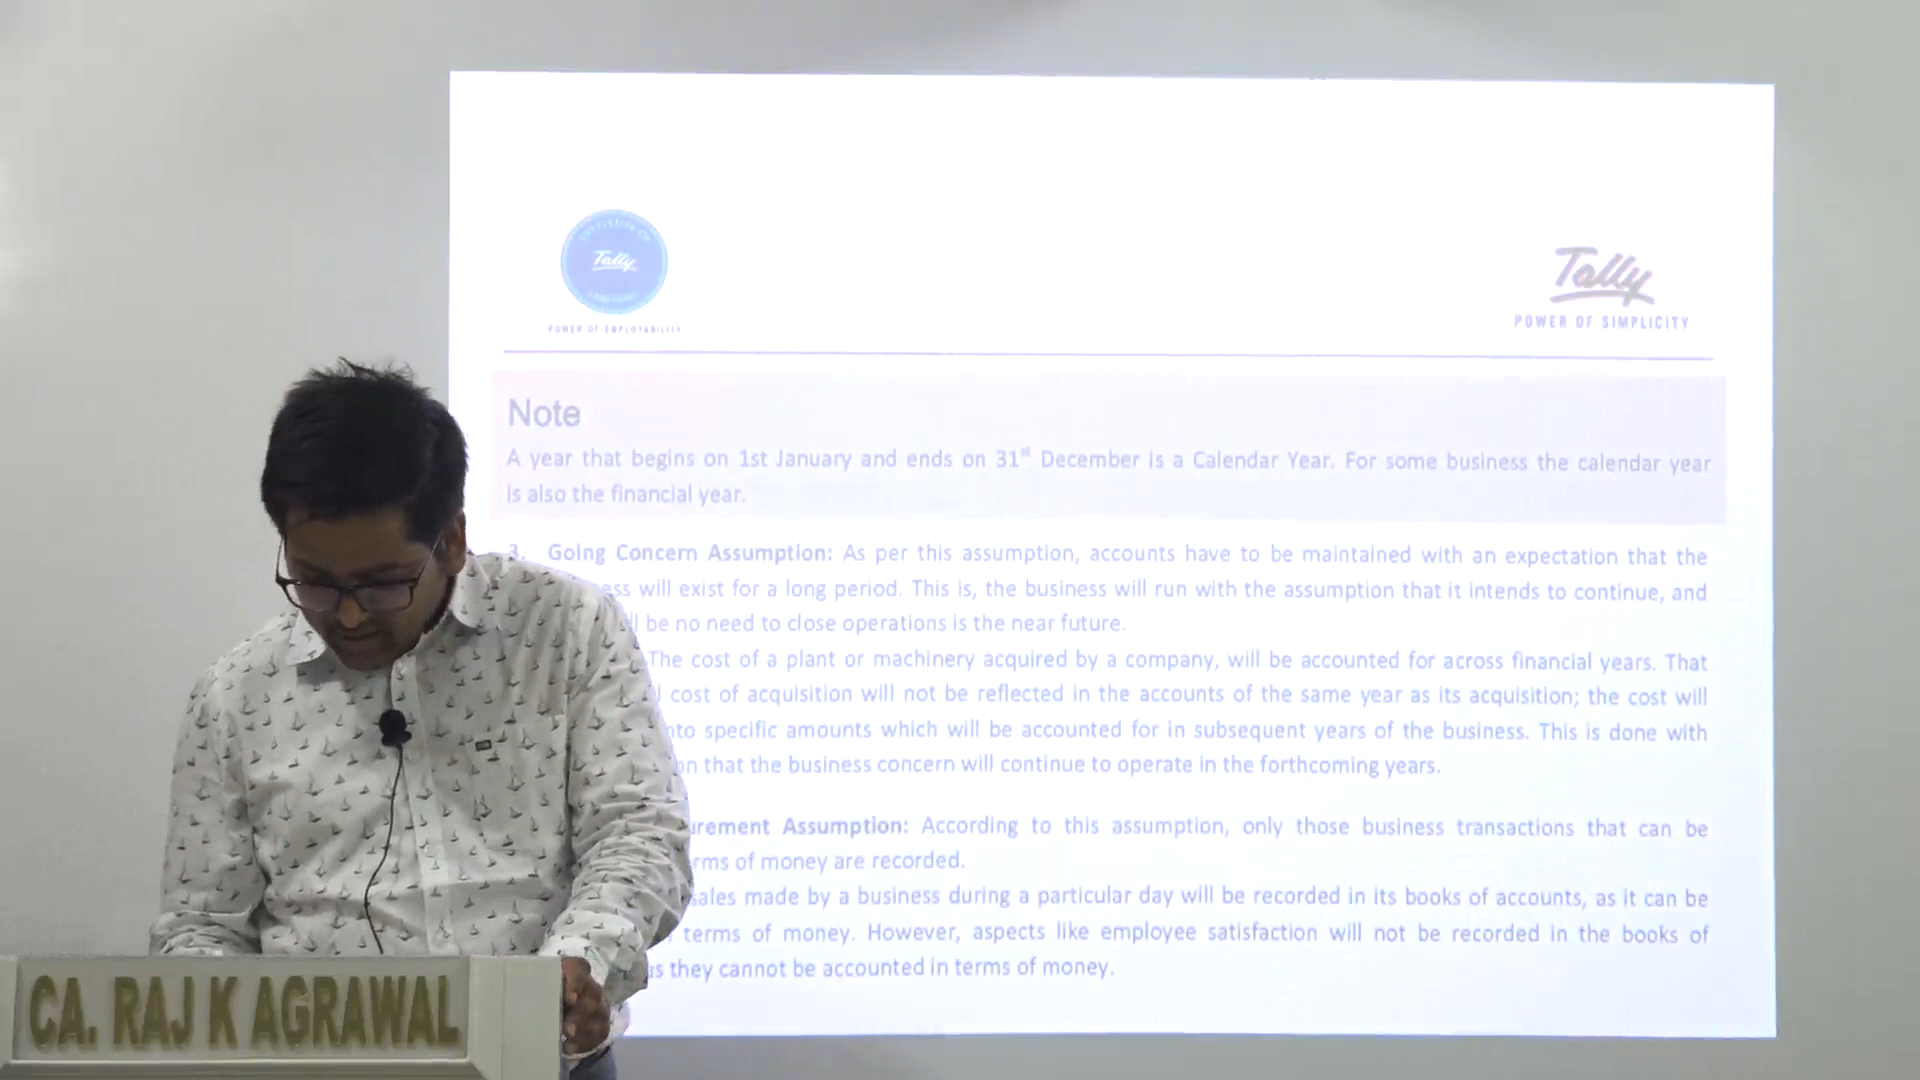 Tally
POWER OF EMPLOYABILITY
Tally
POWER OF SIMPLICITY
Note
A year that begins on 1st January and ends on 31st December is a Calendar Year. For some business the calendar year
is also the financial year.
3. Going Concern Assumption: As per this assumption, accounts have to be maintained with an expectation that the
ess will exist for a long period. This is, the business will run with the assumption that it intends to continue, and
be no need to close operations is the near future.
The cost of a plant or machinery acquired by a company, will be accounted for across financial years. That
cost of acquisition will not be reflected in the accounts of the same year as its acquisition; the cost will
nto specific amounts which will be accounted for in subsequent years of the business. This is done with
on that the business concern will continue to operate in the forthcoming years.
urement Assumption: According to this assumption, only those business transactions that can be
rms of money are recorded.
sales made by a business during a particular day will be recorded in its books of accounts, as it can be
terms of money. However, aspects like employee satisfaction will not be recorded in the books of
as they cannot be accounted in terms of money.
CA. RAJ K AGRAWAL